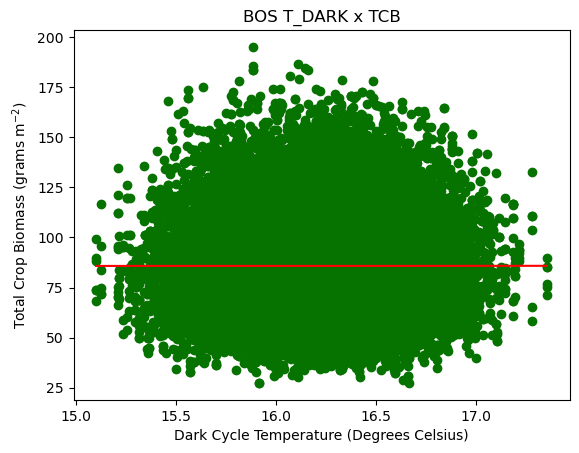 BOS T_DARK x TCB
200
175
150
125
100
75
50
25
Total Crop Biomass (grams m⁻²)
15.0 15.5 16.0 16.5 17.0
Dark Cycle Temperature (Degrees Celsius)